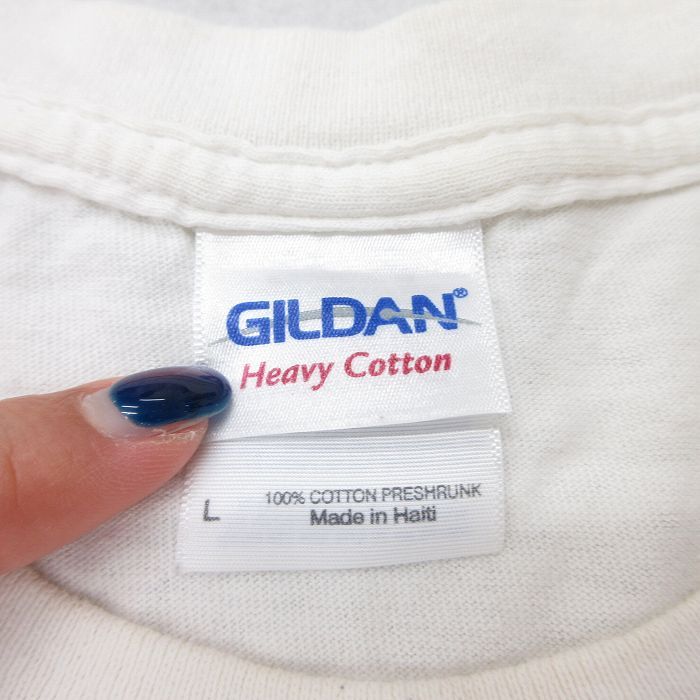 GILDAN®
Heavy Cotton
L 100% COTTON PRESHRUNK
Made in Haiti